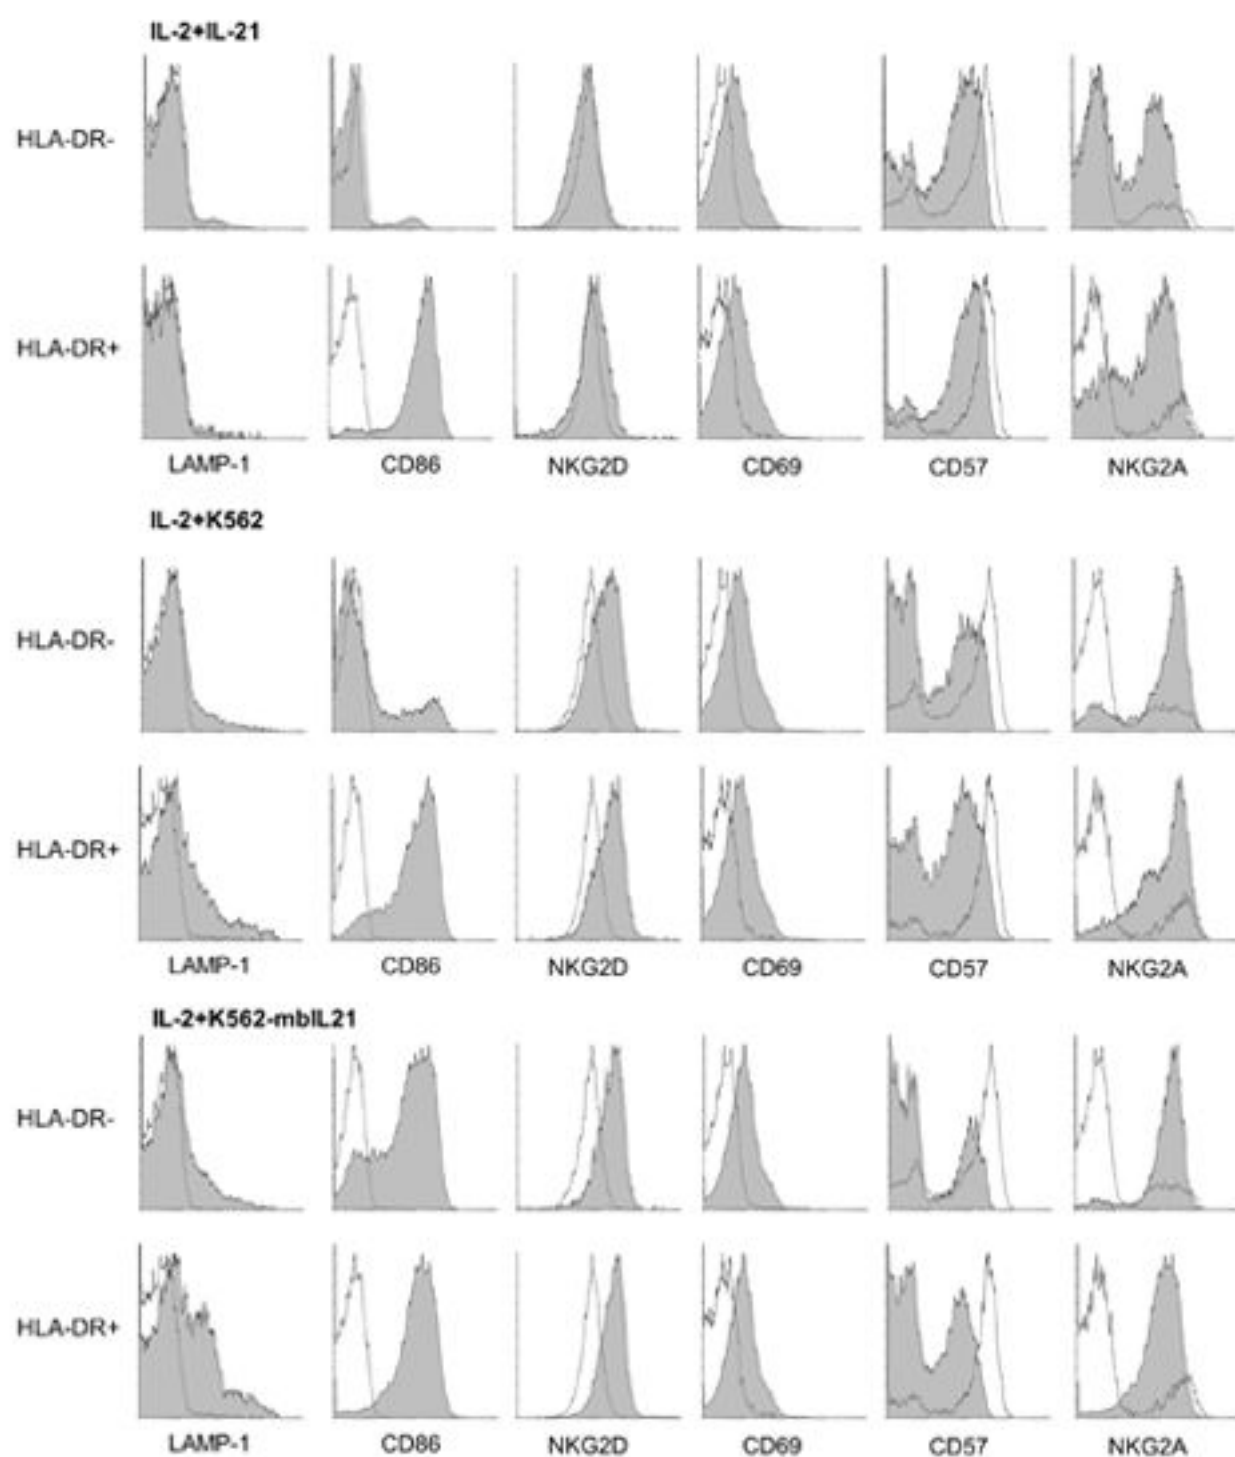 IL-2+IL-21
HLA-DR-
HLA-DR+
LAMP-1 CD86 NKG2D CD69 CD57 NKG2A
IL-2+K562
HLA-DR-
HLA-DR+
LAMP-1 CD86 NKG2D CD69 CD57 NKG2A
IL-2+K562-mbIL21
HLA-DR-
HLA-DR+
LAMP-1 CD86 NKG2D CD69 CD57 NKG2A